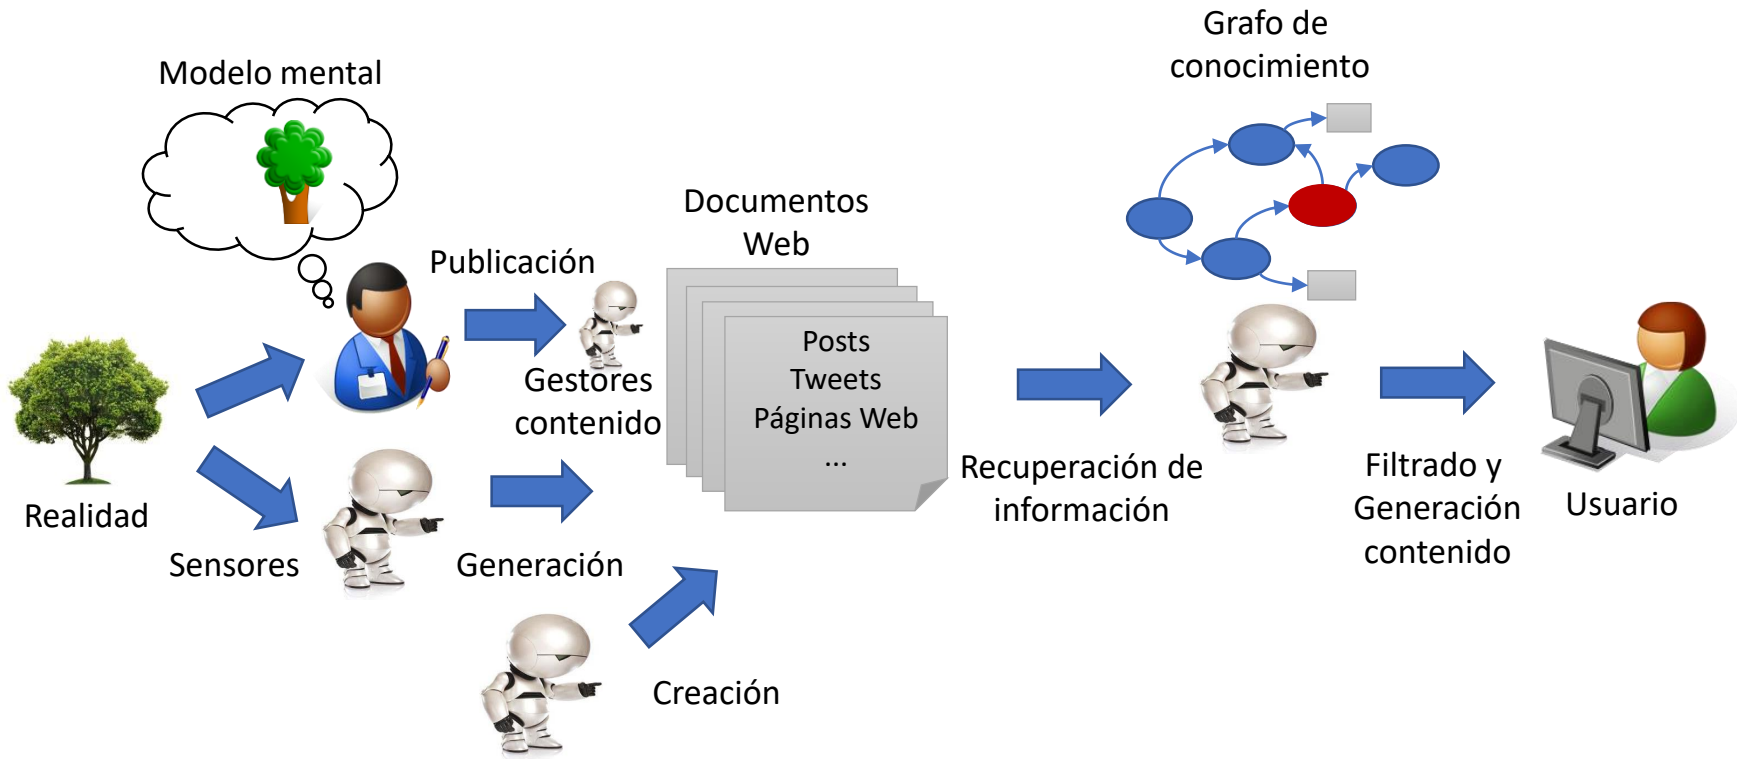 Modelo mental
Grafo de
conocimiento
Documentos
Web
Publicación
Posts
Tweets
Páginas Web
...
Gestores
contenido
Realidad
Sensores
Generación
Creación
Recuperación de
información
Filtrado y
Generación
contenido
Usuario